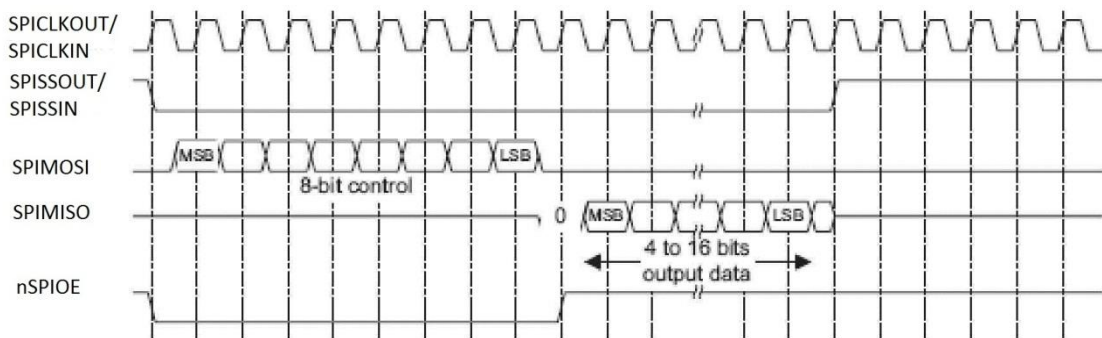 SPICLKOUT/
SPICLKIN
SPISSOUT/
SPISSIN
SPIMOSI
MSB
LSB
8-bit control
SPIMISO
0
MSB
LSB
4 to 16 bits
output data
nSPIOE